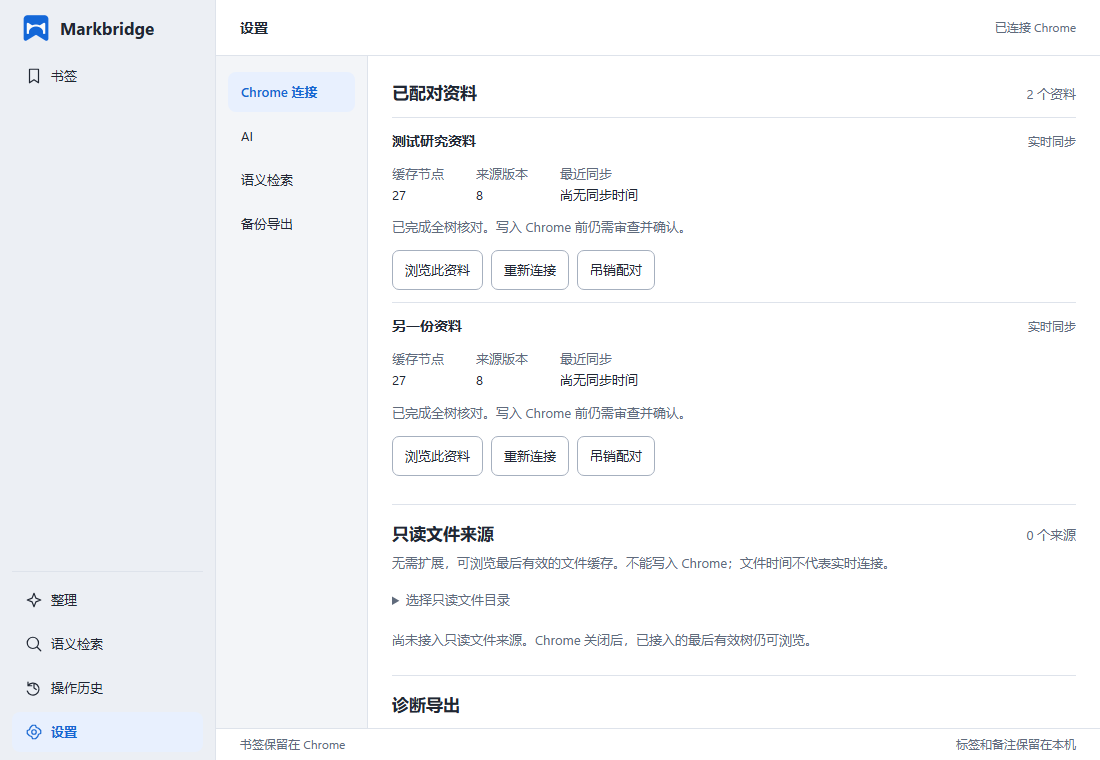 Markbridge
书签
整理
语义检索
操作历史
设置
设置
已连接 Chrome
Chrome 连接
AI
语义检索
备份导出
已配对资料
2 个资料
测试研究资料
实时同步
缓存节点 来源版本 最近同步
27 8 尚无同步时间
已完成全树核对。写入 Chrome 前仍需审查并确认。
浏览此资料 重新连接 吊销配对
另一份资料
实时同步
缓存节点 来源版本 最近同步
27 8 尚无同步时间
已完成全树核对。写入 Chrome 前仍需审查并确认。
浏览此资料 重新连接 吊销配对
只读文件来源
0 个来源
无需扩展，可浏览最后有效的文件缓存。不能写入 Chrome；文件时间不代表实时连接。
选择只读文件目录
尚未接入只读文件来源。Chrome 关闭后，已接入的最后有效树仍可浏览。
诊断导出
书签保留在 Chrome
标签和备注保留在本机